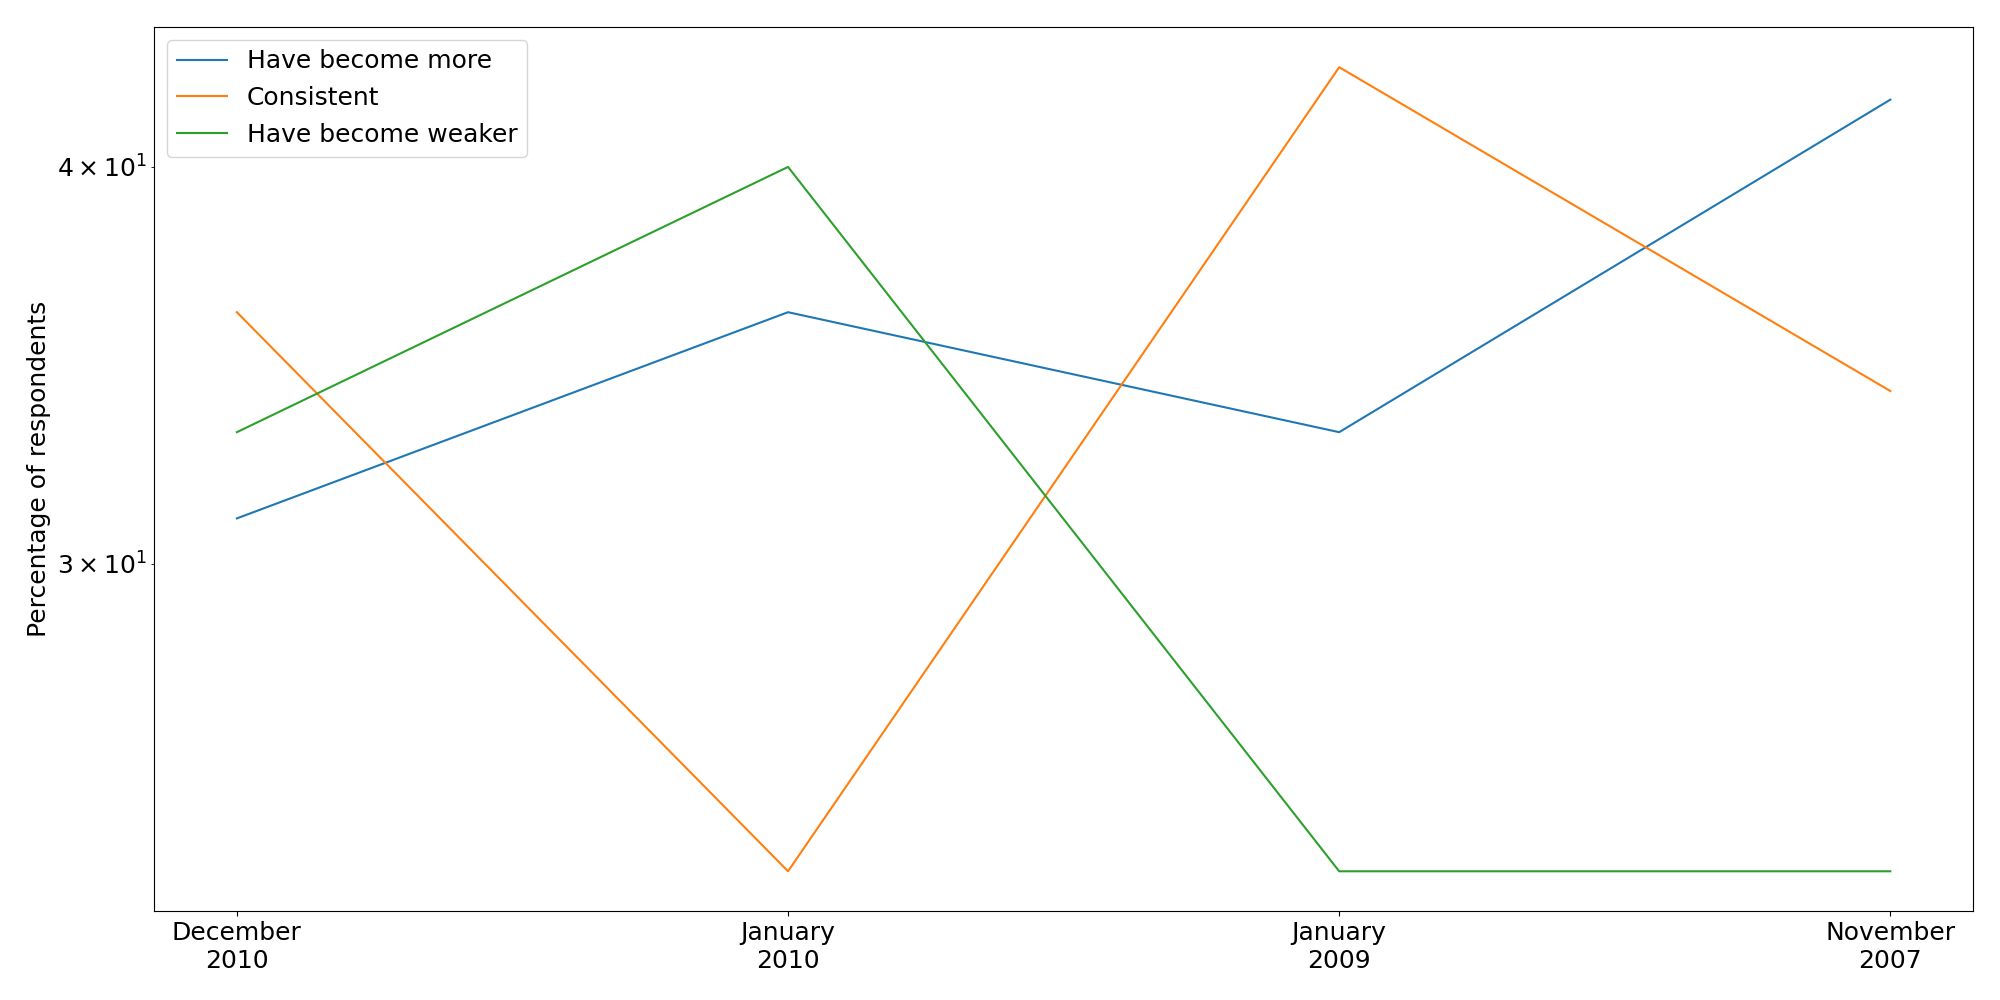 Have become more
Consistent
Have become weaker
4 × 10¹
3 × 10¹
Percentage of respondents
December
2010
January
2010
January
2009
November
2007